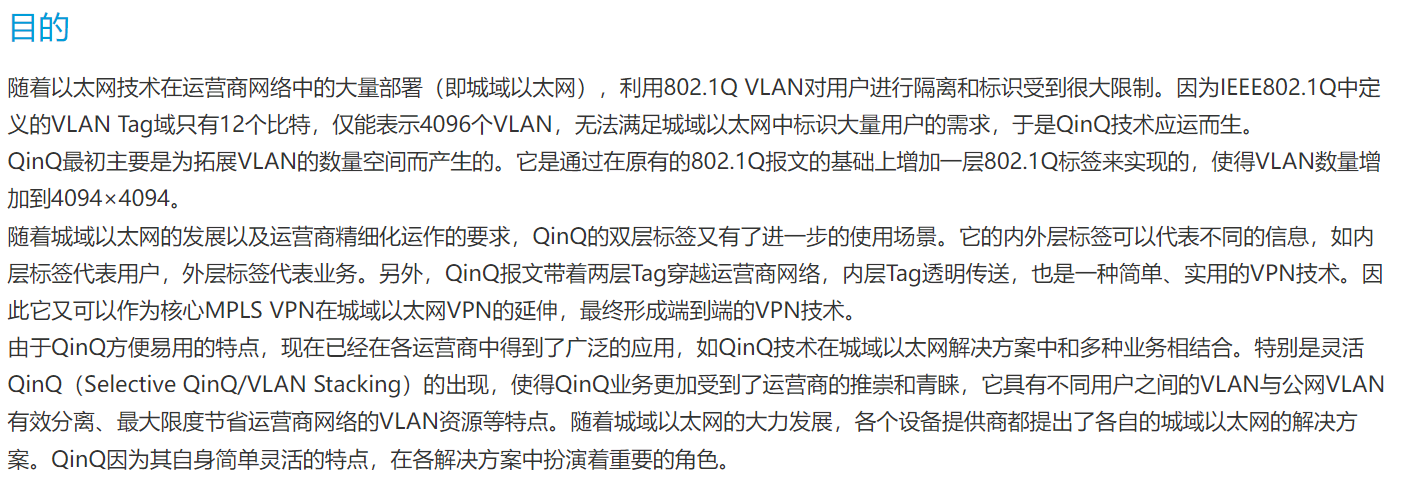 目的
随着以太网技术在运营商网络中的大量部署（即城域以太网），利用802.1Q VLAN对用户进行隔离和标识受到很大限制。因为IEEE802.1Q中定
义的VLAN Tag域只有12个比特，仅能表示4096个VLAN，无法满足城域以太网中标识大量用户的需求，于是QinQ技术应运而生。
QinQ最初主要是为拓展VLAN的数量空间而产生的。它是通过在原有的802.1Q报文的基础上增加一层802.1Q标签来实现的，使得VLAN数量增
加到4094×4094。
随着城域以太网的发展以及运营商精细化运作的要求，QinQ的双层标签又有了进一步的使用场景。它的内外层标签可以代表不同的信息，如内
层标签代表用户，外层标签代表业务。另外，QinQ报文带着两层Tag穿越运营商网络，内层Tag透明传送，也是一种简单、实用的VPN技术。因
此它又可以作为核心MPLS VPN在城域以太网VPN的延伸，最终形成端到端的VPN技术。
由于QinQ方便易用的特点，现在已经在各运营商中得到了广泛的应用，如QinQ技术在城域以太网解决方案中和多种业务相结合。特别是灵活
QinQ（Selective QinQ/VLAN Stacking）的出现，使得QinQ业务更加受到了运营商的推崇和青睐，它具有不同用户之间的VLAN与公网VLAN
有效分离、最大限度节省运营商网络的VLAN资源等特点。随着城域以太网的大力发展，各个设备提供商都提出了各自的城域以太网的解决方
案。QinQ因为其自身简单灵活的特点，在各解决方案中扮演着重要的角色。